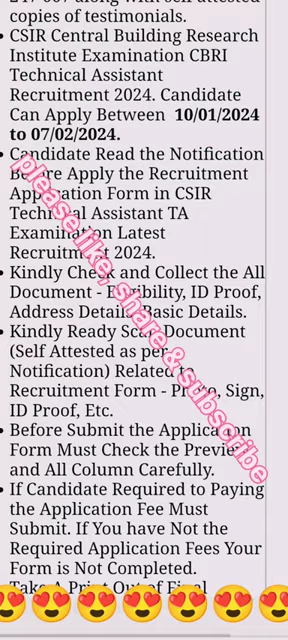 copies of testimonials.
• CSIR Central Building Research
Institute Examination CBRI
Technical Assistant
Recruitment 2024. Candidate
Can Apply Between 10/01/2024
to 07/02/2024.
• Candidate Read the Notification
Before Apply the Recruitment
Application Form in CSIR
Technical Assistant TA
Examination Latest
Recruitment 2024.
• Kindly Check and Collect the All
Document - Eligibility, ID Proof,
Address Details, Basic Details.
• Kindly Ready Scan Document
(Self Attested as per
Notification) Related to
Recruitment Form - Photo, Sign,
ID Proof, Etc.
• Before Submit the Application
Form Must Check the Preview
and All Column Carefully.
• If Candidate Required to Paying
the Application Fee Must
Submit. If You have Not the
Required Application Fees Your
Form is Not Completed.
Take A Print Out of Final
please like, share & subscribe